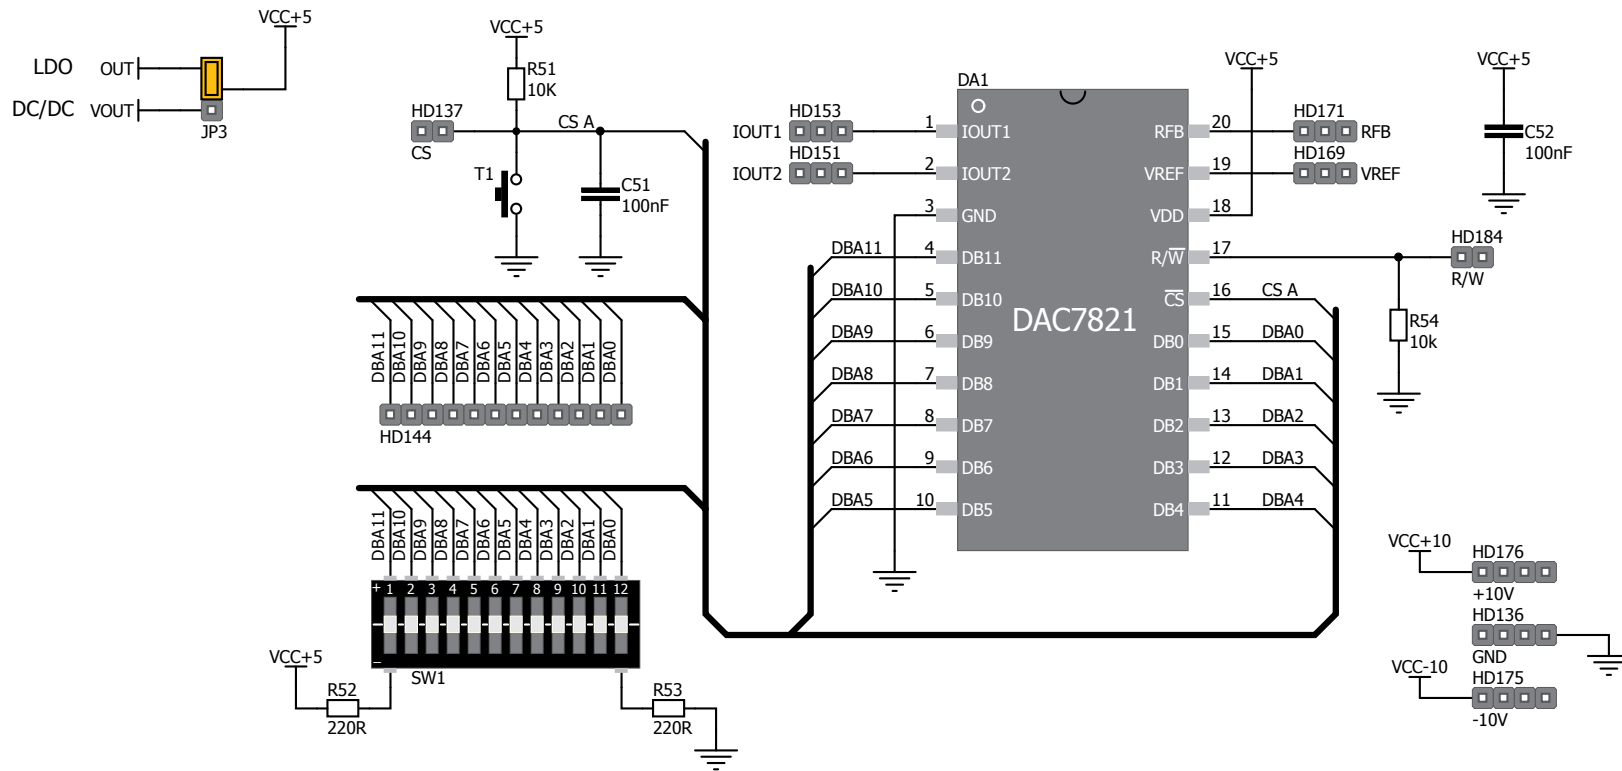 VCC+5
LDO OUT
DC/DC VOUT
JP3
VCC+5
R51
10K
HD137
CS
CS A
T1
C51
100nF
DBA11 DBA10 DBA9 DBA8 DBA7 DBA6 DBA5 DBA4 DBA3 DBA2 DBA1 DBA0
HD144
DBA11 DBA10 DBA9 DBA8 DBA7 DBA6 DBA5 DBA4 DBA3 DBA2 DBA1 DBA0
+ 1 2 3 4 5 6 7 8 9 10 11 12
–
SW1
VCC+5
R52
220R
R53
220R
DA1
VCC+5
HD153
IOUT1 1 IOUT1
HD151
IOUT2 2 IOUT2
3 GND
DBA11 4 DB11
DBA10 5 DB10
DBA9 6 DB9
DBA8 7 DB8
DBA7 8 DB7
DBA6 9 DB6
DBA5 10 DB5
DAC7821
HD171
RFB 20 RFB
HD169
VREF 19 VREF
VDD 18
R/W̅ 17
HD184
R/W
C̅S̅ 16 CS A
DB0 15 DBA0
DB1 14 DBA1
DB2 13 DBA2
DB3 12 DBA3
DB4 11 DBA4
R54
10k
VCC+5
C52
100nF
VCC+10
HD176
+10V
HD136
GND
VCC-10
HD175
-10V